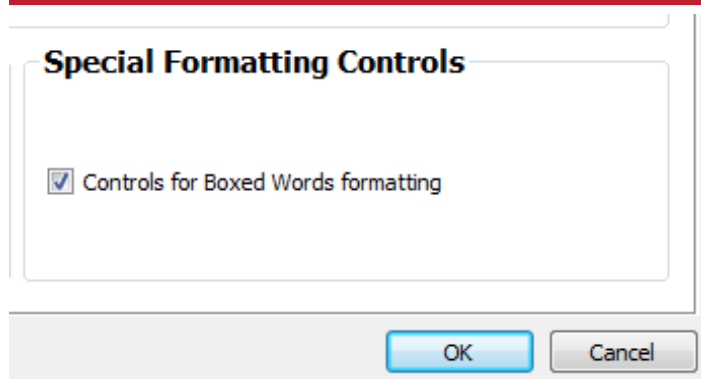 Special Formatting Controls
Controls for Boxed Words formatting
OK
Cancel